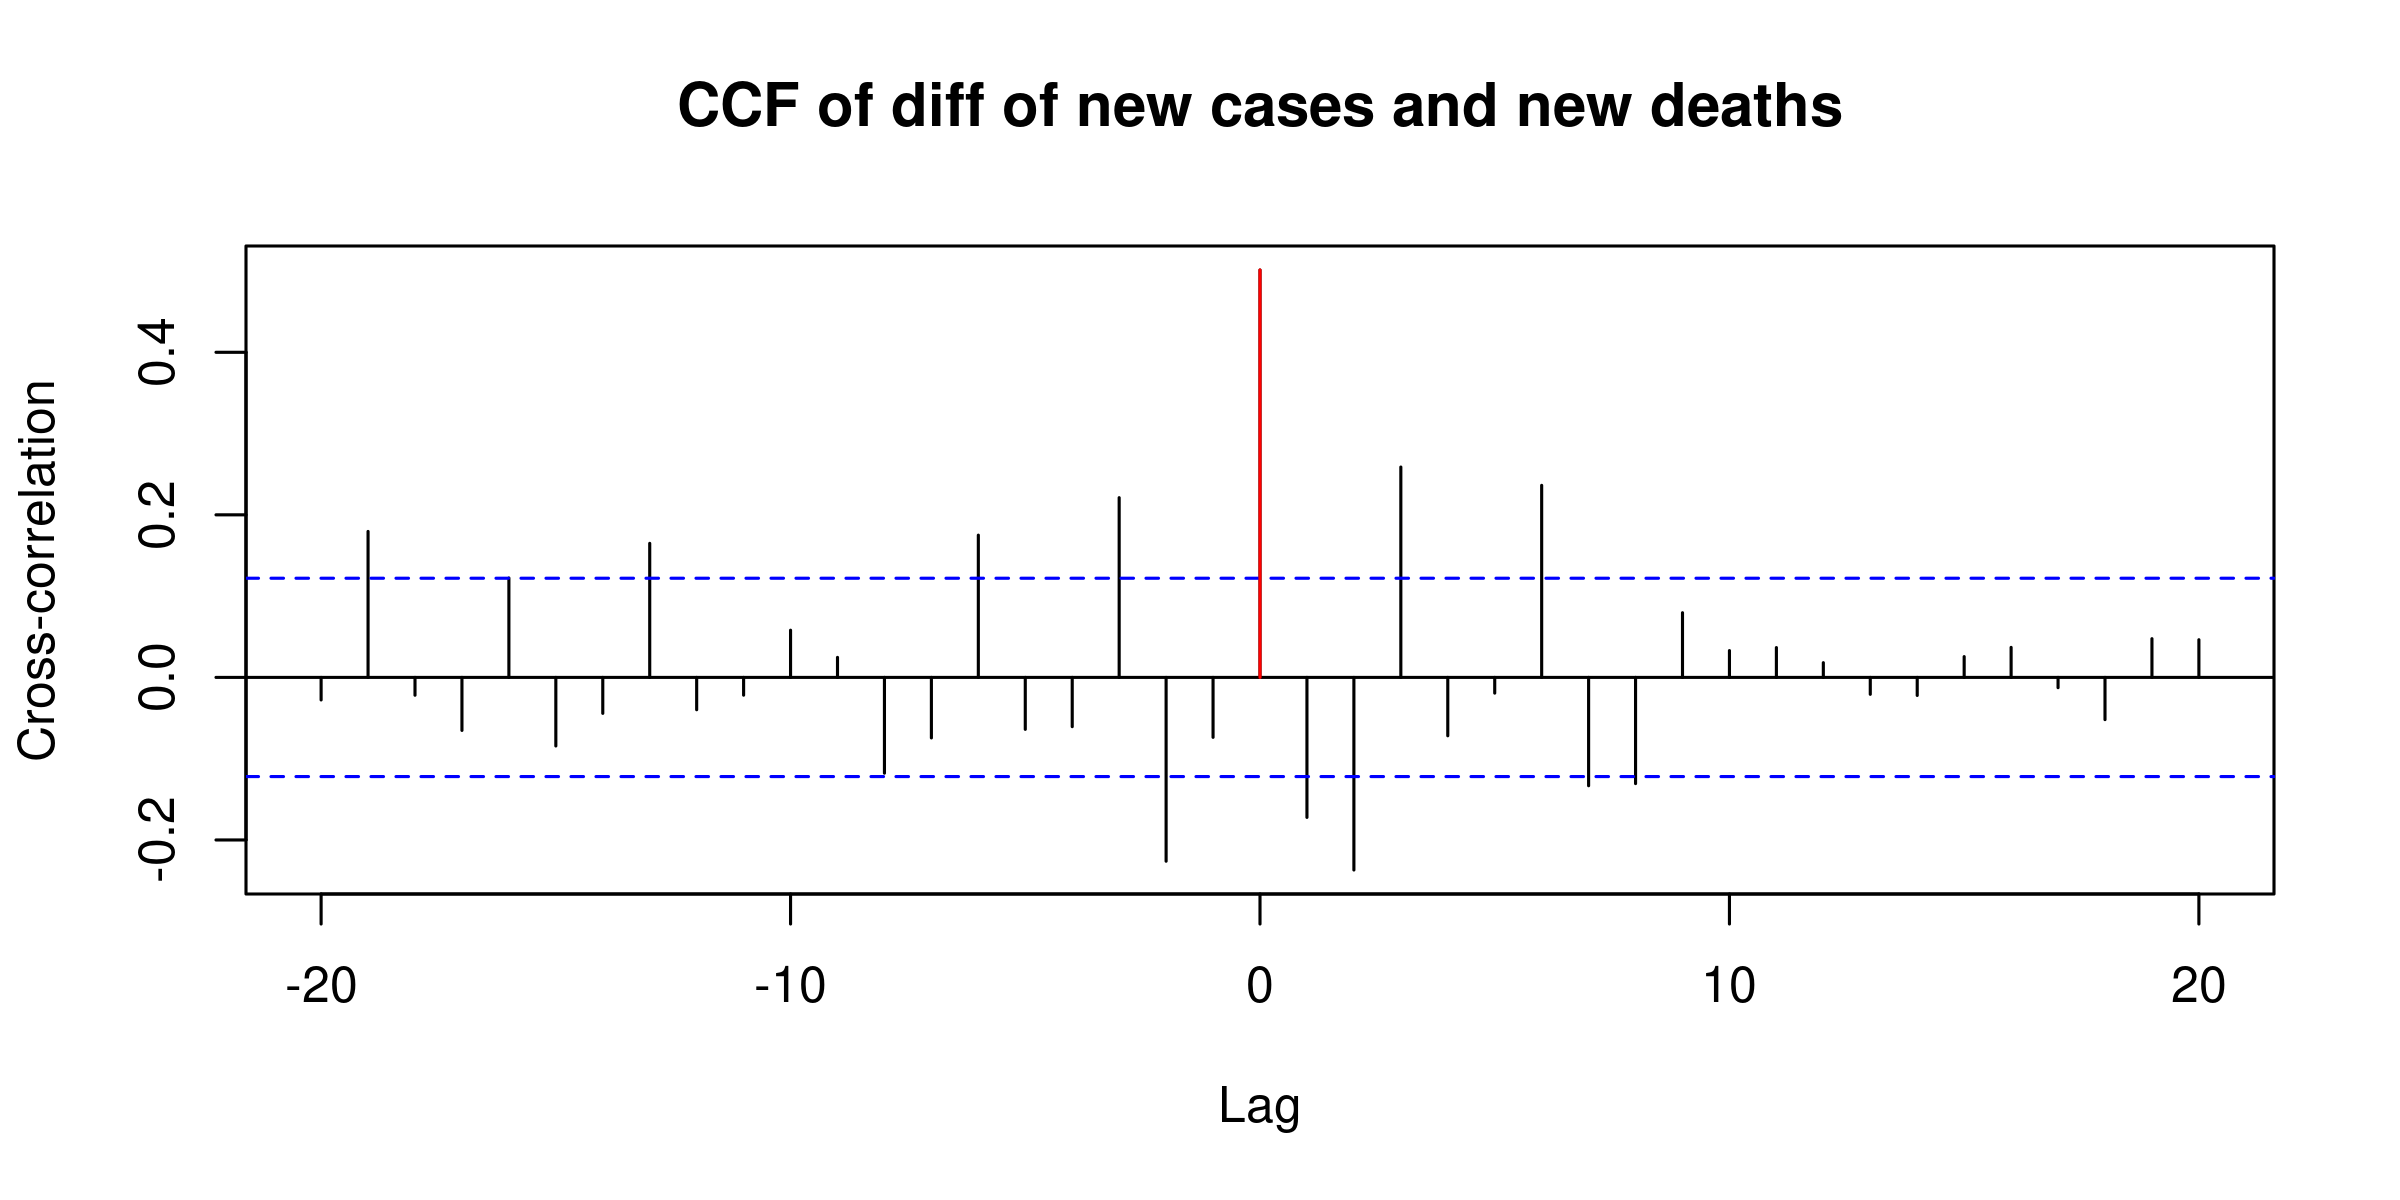 CCF of diff of new cases and new deaths
Cross-correlation
0.4
0.2
0.0
-0.2
-20 -10 0 10 20
Lag